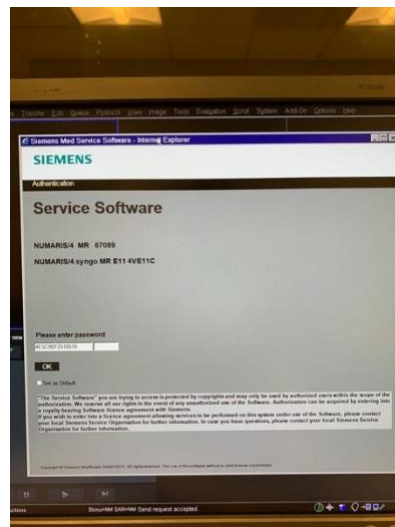 Transfer Edit Queue Protocol View Image Tools Evaluation Scroll System Add-On Options Help
Siemens Med Service Software - Internet Explorer
SIEMENS
Authentication
Service Software
NUMARIS/4 MR 67089
NUMARIS/4 syngo MR E11 4VE11C
Please enter password
OK
Set as Default
"The Service Software" you are trying to access is protected by copyrights and may only be used by authorized users within the scope of the
authorization. We reserve all our rights in the event of any unauthorized use of the Software. Authorization can be acquired by entering into
a royalty bearing Software licence agreement with Siemens.
If you wish to enter into a licence agreement allowing services to be performed on this system under use of the Software, please contact
your local Siemens Service Organisation for further information. In case you have questions, please contact your local Siemens Service
Organisation for further information.
Send request accepted.